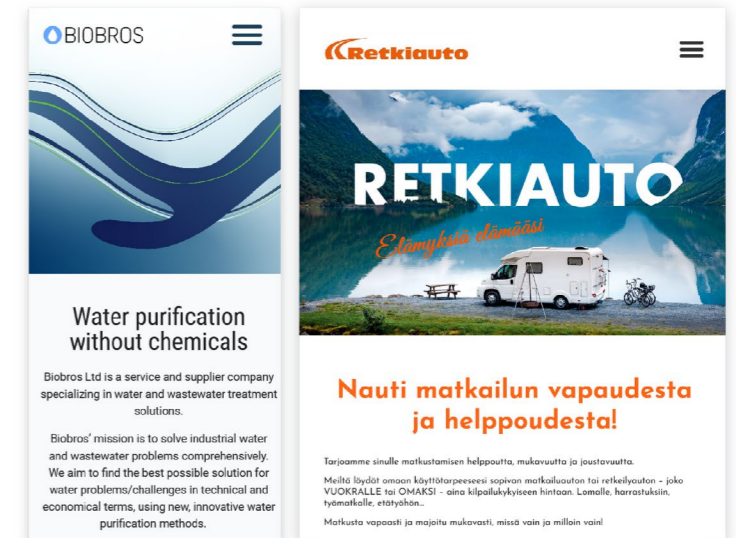 BIOBROS
Water purification
without chemicals
Biobros Ltd is a service and supplier company
specializing in water and wastewater treatment
solutions.
Biobros’ mission is to solve industrial water
and wastewater problems comprehensively.
We aim to find the best possible solution for
water problems/challenges in technical and
economical terms, using new, innovative water
purification methods.
Retkiauto
RETKIAUTO
Elämyksiä elämääsi
Nauti matkailun vapaudesta
ja helppoudesta!
Tarjoamme sinulle matkustamisen helppoutta, mukavuutta ja joustavuutta.
Meiltä löydät omaan käyttötarpeeseesi sopivan matkailuauton tai retkeilyauton – joko
VUOKRALLE tai OMAKSI – aina kilpailukykyiseen hintaan. Lomalle, harrastuksiin,
työmatkalle, etätyöhön...
Matkusta vapaasti ja majoitu mukavasti, missä vain ja milloin vain!